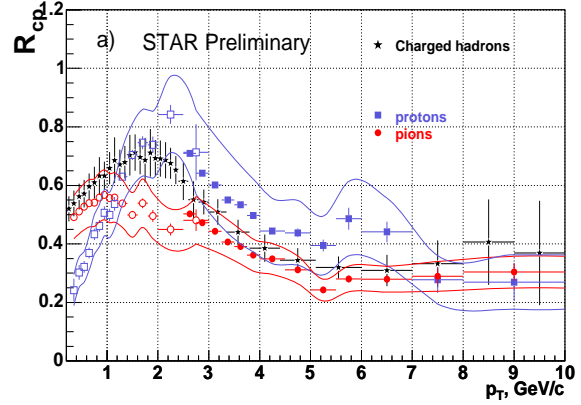 R_cp
a) STAR Preliminary
Charged hadrons
protons
pions
1.2
1
0.8
0.6
0.4
0.2
0
1 2 3 4 5 6 7 8 9 10
p_T, GeV/c